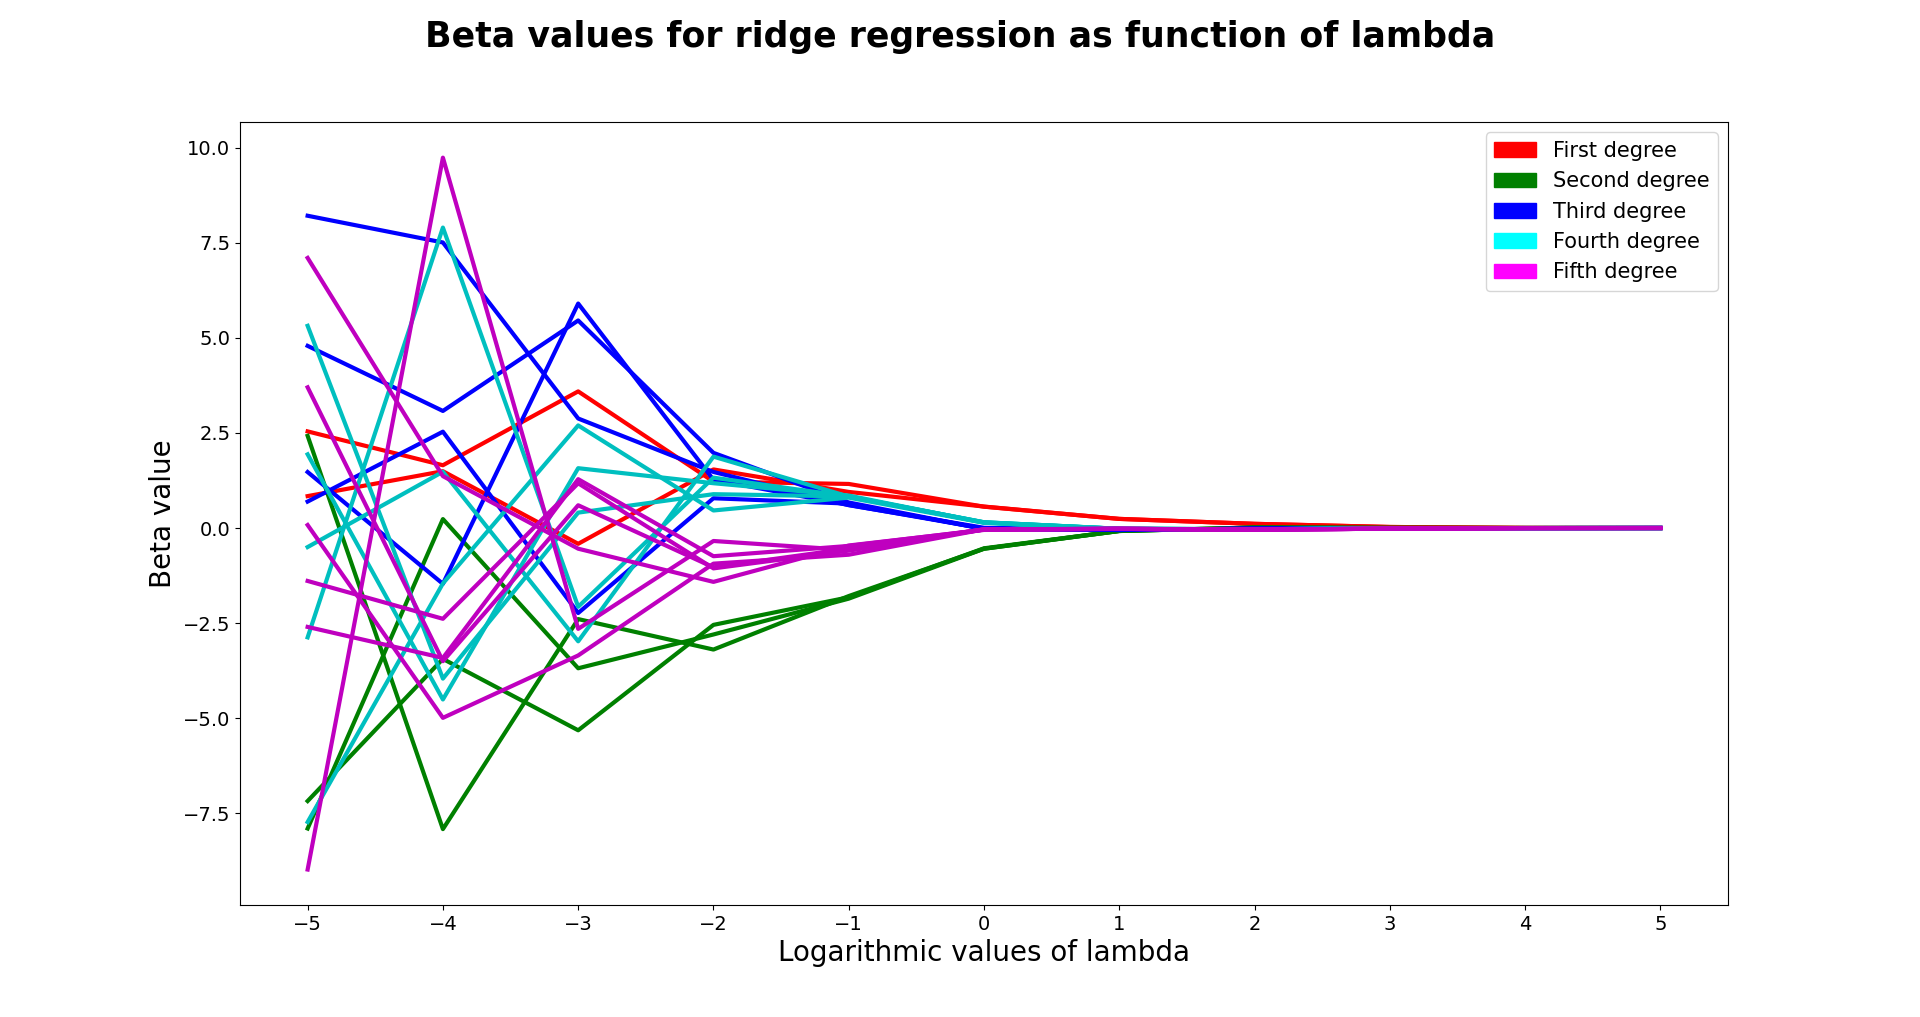 Beta values for ridge regression as function of lambda
10.0
7.5
5.0
2.5
0.0
−2.5
−5.0
−7.5
Beta value
First degree
Second degree
Third degree
Fourth degree
Fifth degree
−5 −4 −3 −2 −1 0 1 2 3 4 5
Logarithmic values of lambda